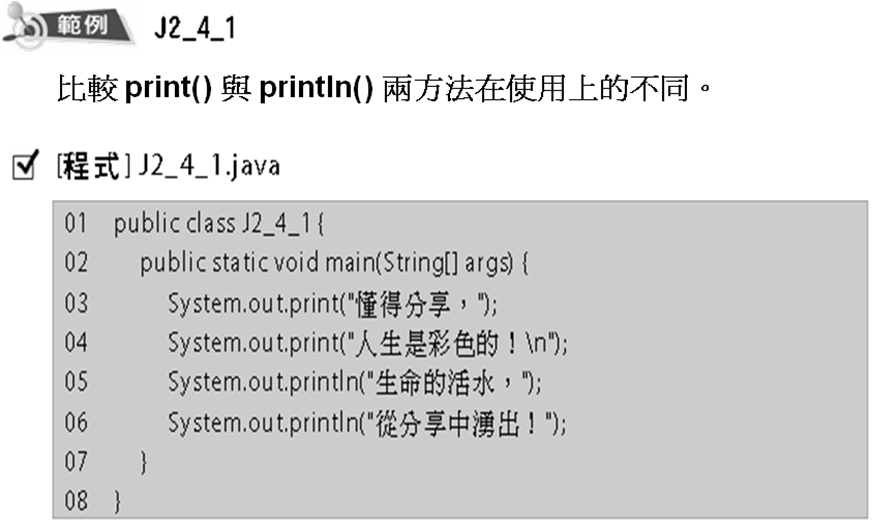 範例 J2_4_1
比較 print() 與 println() 兩方法在使用上的不同。
[程式] J2_4_1.java
01 public class J2_4_1 {
02 public static void main(String[] args) {
03 System.out.print("懂得分享，");
04 System.out.print("人生是彩色的！\n");
05 System.out.println("生命的活水，");
06 System.out.println("從分享中湧出！");
07 }
08 }